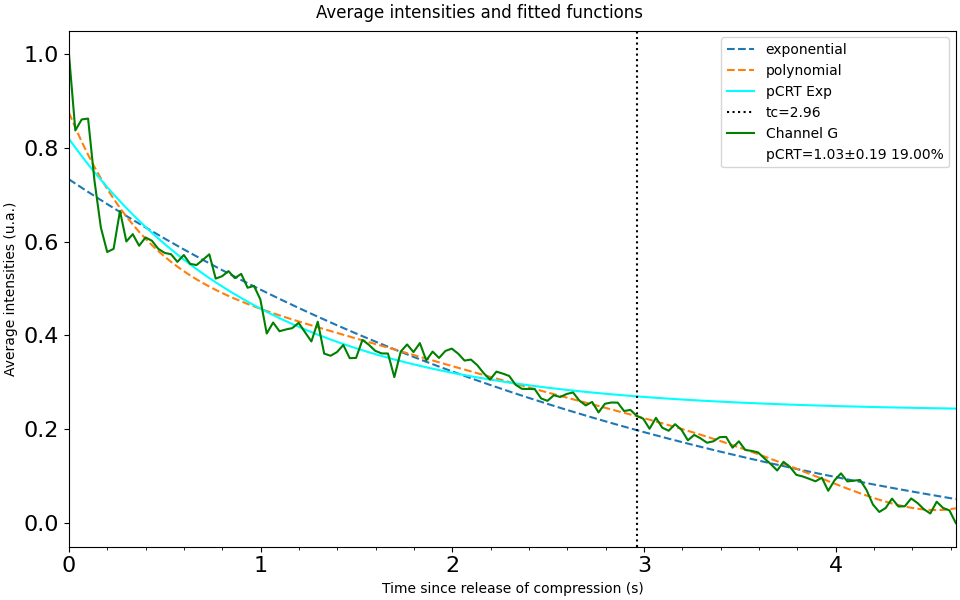 Average intensities and fitted functions
exponential
polynomial
pCRT Exp
tc=2.96
Channel G
pCRT=1.03±0.19 19.00%
Average intensities (u.a.)
1.0
0.8
0.6
0.4
0.2
0.0
0 1 2 3 4
Time since release of compression (s)